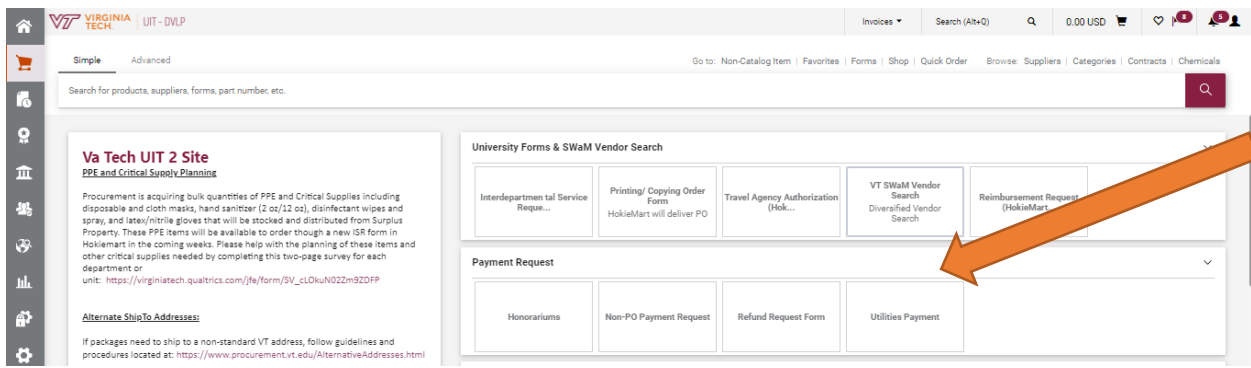 VT VIRGINIA TECH. UIT - DVLP Invoices Search (Alt+Q) 0.00 USD 8 5
Simple Advanced Go to: Non-Catalog Item | Favorites | Forms | Shop | Quick Order Browse: Suppliers | Categories | Contracts | Chemicals
Search for products, suppliers, forms, part number, etc.
Va Tech UIT 2 Site
PPE and Critical Supply Planning
Procurement is acquiring bulk quantities of PPE and Critical Supplies including
disposable and cloth masks, hand sanitizer (2 oz/12 oz), disinfectant wipes and
spray, and latex/nitrile gloves that will be stocked and distributed from Surplus
Property. These PPE items will be available to order though a new ISR form in
Hokiemart in the coming weeks. Please help with the planning of these items and
other critical supplies needed by completing this two-page survey for each
department or
unit: https://virginiatech.qualtrics.com/jfe/form/SV_cLOkuN02Zm9ZDFP
Alternate ShipTo Addresses:
If packages need to ship to a non-standard VT address, follow guidelines and
procedures located at: https://www.procurement.vt.edu/AlternativeAddresses.html
University Forms & SWaM Vendor Search
Interdepartmen tal Service
Reque...
Printing/ Copying Order
Form
HokieMart will deliver PO
Travel Agency Authorization
(Hok...
VT SWaM Vendor
Search
Diversified Vendor
Search
Reimbursement Request
(HokieMart...
Payment Request
Honorariums
Non-PO Payment Request
Refund Request Form
Utilities Payment